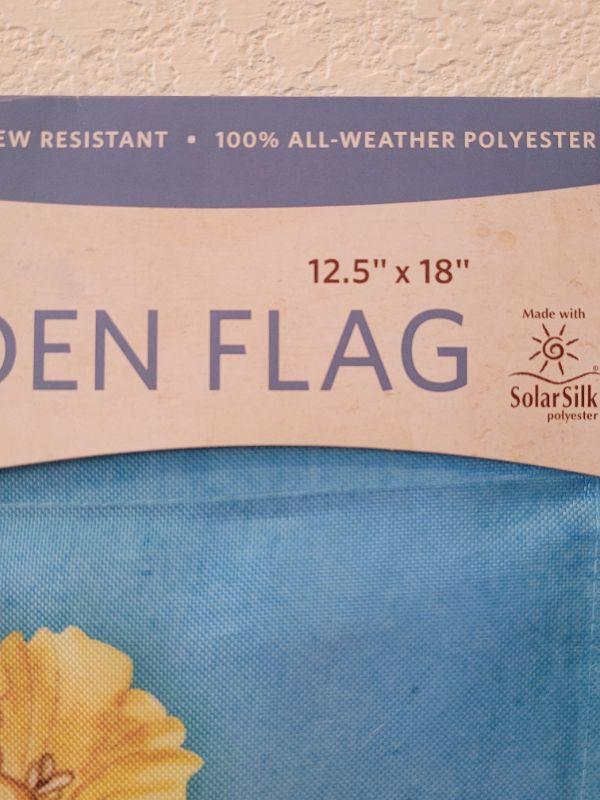 EW RESISTANT • 100% ALL-WEATHER POLYESTER
12.5" x 18"
DEN FLAG
Made with
SolarSilk®
polyester